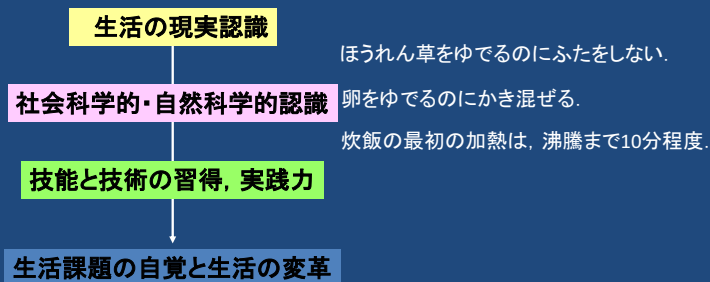 生活の現実認識
ほうれん草をゆでるのにふたをしない.
社会科学的・自然科学的認識
卵をゆでるのにかき混ぜる.
炊飯の最初の加熱は, 沸騰まで10分程度.
技能と技術の習得, 実践力
生活課題の自覚と生活の変革